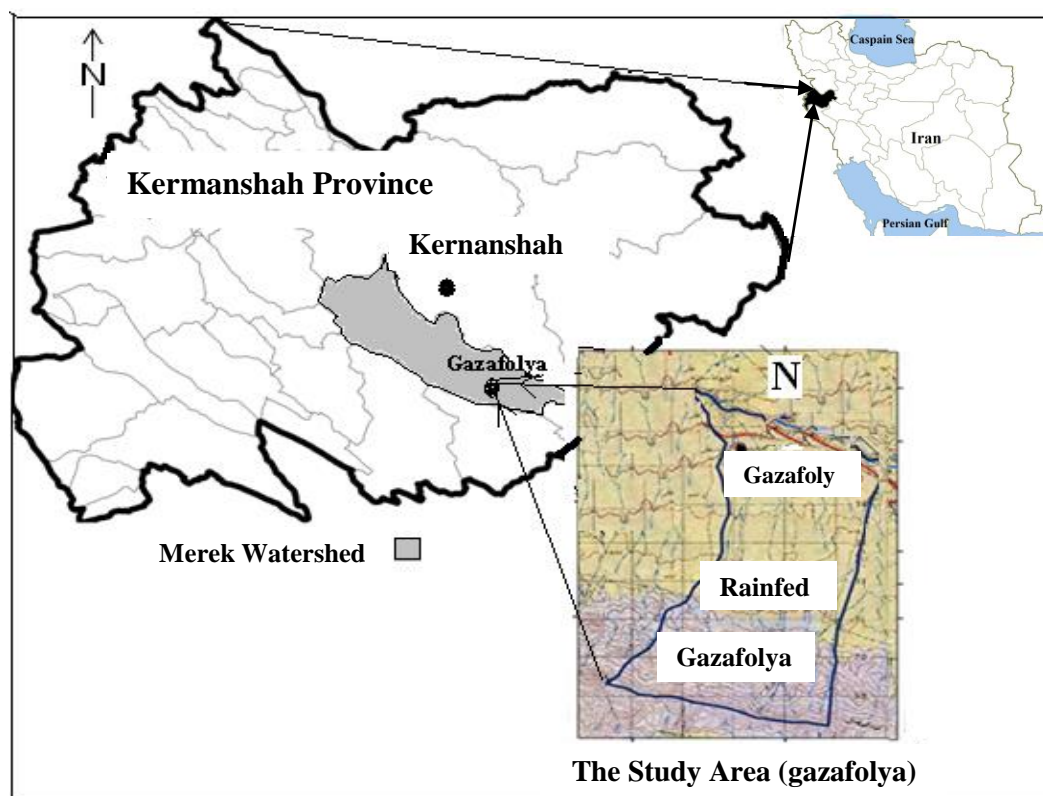 N
Caspain Sea
Iran
Persian Gulf
Kermanshah Province
Kernanshah
Gazafolya
N
Gazafoly
Rainfed
Gazafolya
Merek Watershed
The Study Area (gazafolya)